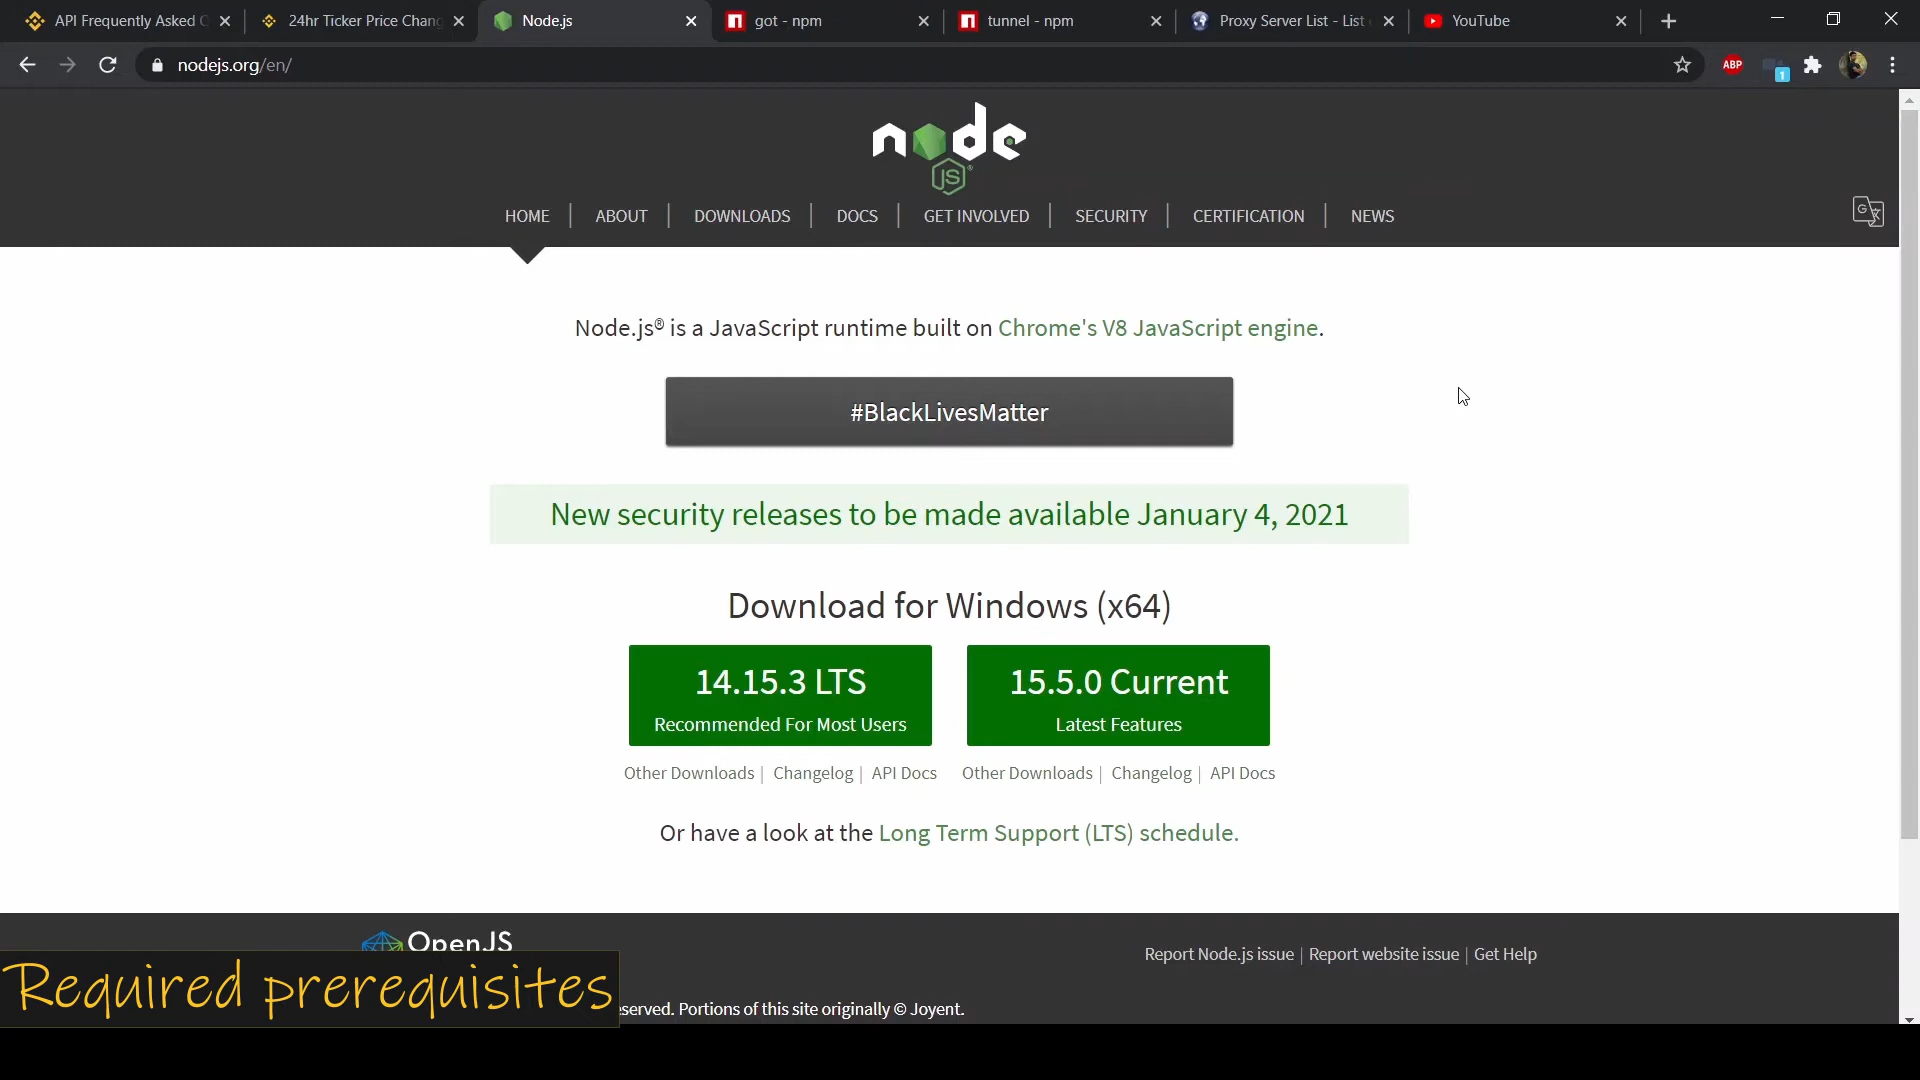 API Frequently Asked
24hr Ticker Price Chang
Node.js
got - npm
tunnel - npm
Proxy Server List - List
YouTube
nodejs.org/en/
ABP
1
node
JS
HOME | ABOUT | DOWNLOADS | DOCS | GET INVOLVED | SECURITY | CERTIFICATION | NEWS
Node.js® is a JavaScript runtime built on Chrome's V8 JavaScript engine.
#BlackLivesMatter
New security releases to be made available January 4, 2021
Download for Windows (x64)
14.15.3 LTS
Recommended For Most Users
15.5.0 Current
Latest Features
Other Downloads | Changelog | API Docs
Other Downloads | Changelog | API Docs
Or have a look at the Long Term Support (LTS) schedule.
OpenJS
Report Node.js issue | Report website issue | Get Help
Required prerequisites
eserved. Portions of this site originally © Joyent.